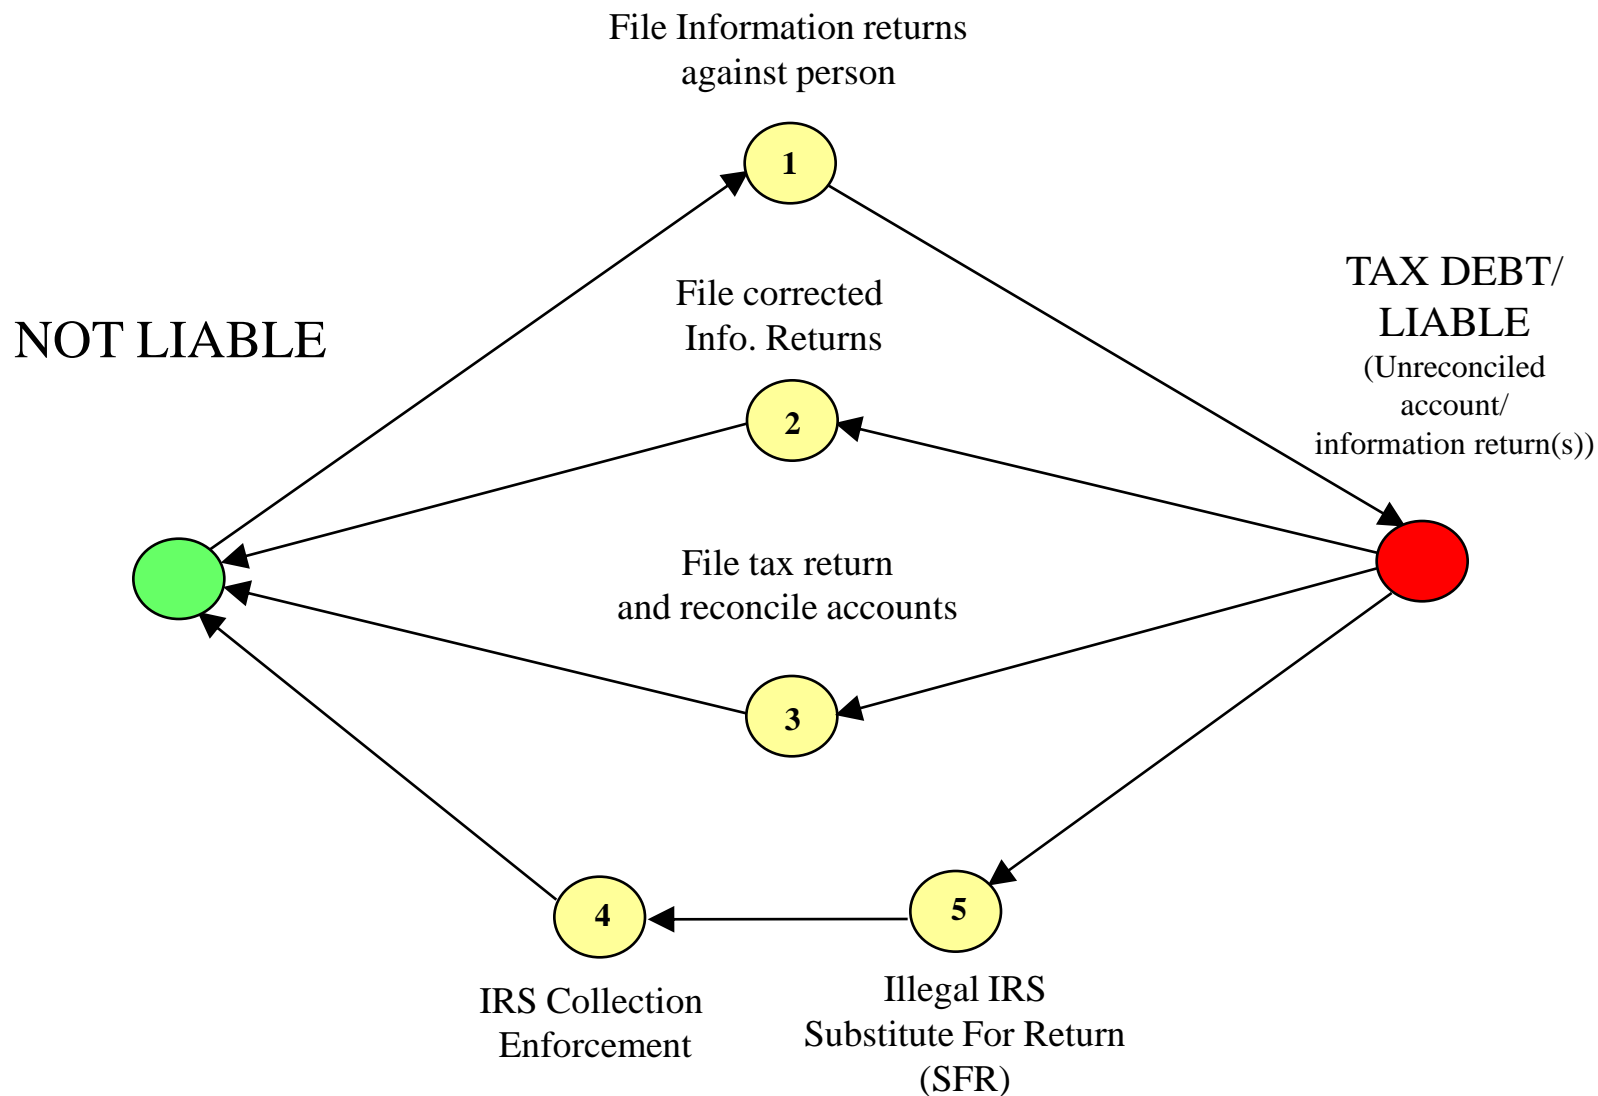 File Information returns
against person
1
NOT LIABLE
File corrected
Info. Returns
2
TAX DEBT/
LIABLE
(Unreconciled
account/
information return(s))
File tax return
and reconcile accounts
3
4
IRS Collection
Enforcement
5
Illegal IRS
Substitute For Return
(SFR)